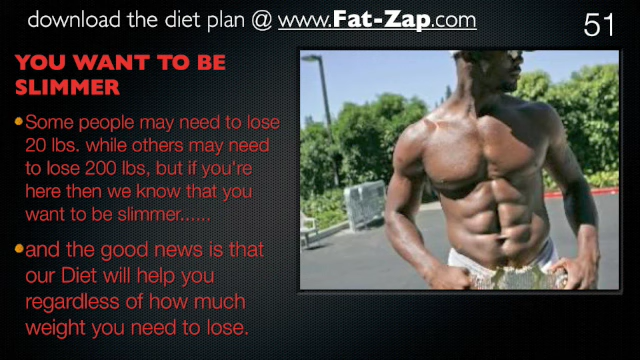 download the diet plan @ www.Fat-Zap.com
51
YOU WANT TO BE
SLIMMER
•Some people may need to lose
20 lbs. while others may need
to lose 200 lbs, but if you're
here then we know that you
want to be slimmer......
•and the good news is that
our Diet will help you
regardless of how much
weight you need to lose.